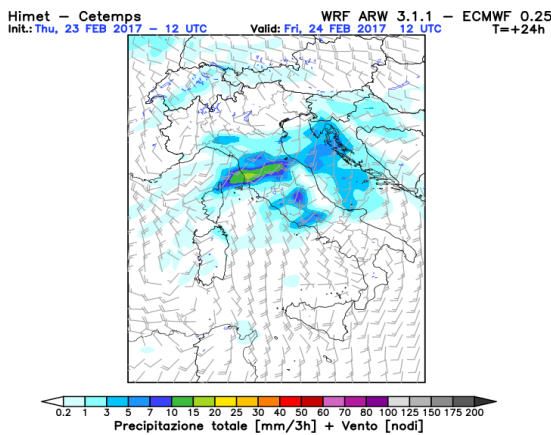 Himet – Cetemps WRF ARW 3.1.1 – ECMWF 0.25
Init.: Thu, 23 FEB 2017 – 12 UTC Valid: Fri, 24 FEB 2017 12 UTC T=+24h
0.2 1 3 5 7 10 15 20 25 30 40 50 60 70 80 100 125 150 175 200
Precipitazione totale [mm/3h] + Vento [nodi]